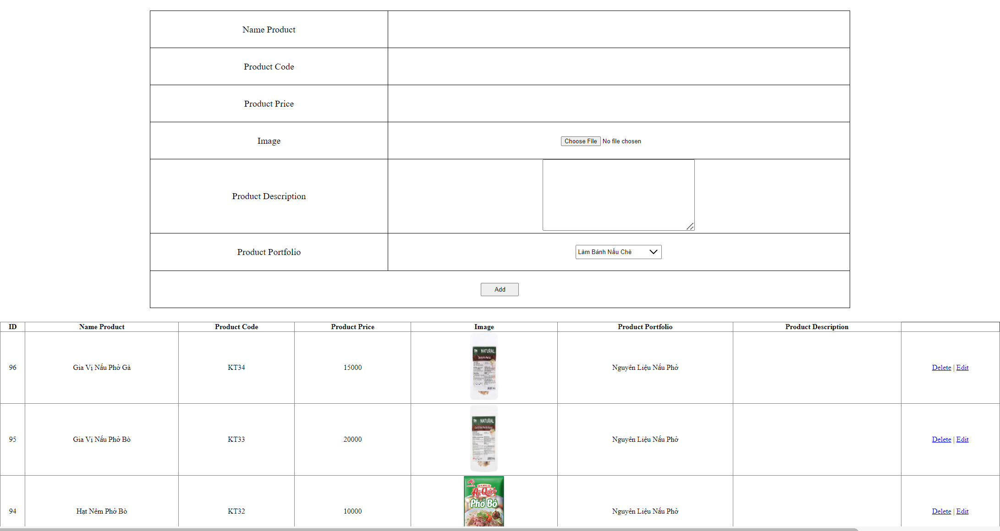 Name Product
Product Code
Product Price
Image
Choose File No file chosen
Product Description
Product Portfolio
Làm Bánh Nấu Chè
Add
ID Name Product Product Code Product Price Image Product Portfolio Product Description
NATURAL
96 Gia Vị Nấu Phở Gà KT34 15000 Nguyên Liệu Nấu Phở Delete | Edit
NATURAL
95 Gia Vị Nấu Phở Bò KT33 20000 Nguyên Liệu Nấu Phở Delete | Edit
Aji-Quick
Phở Bò
94 Hạt Nêm Phở Bò KT32 10000 Nguyên Liệu Nấu Phở Delete | Edit